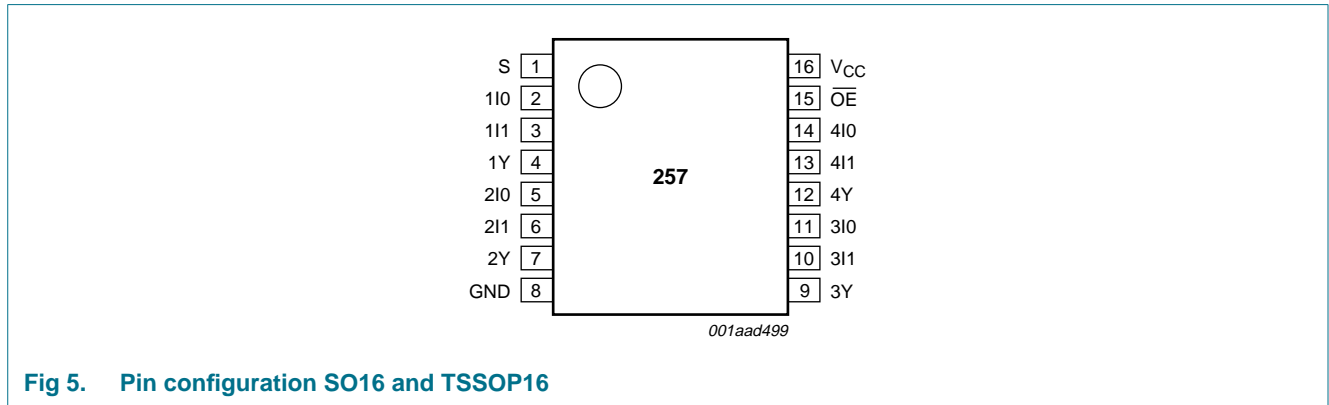 S 1
1I0 2
1I1 3
1Y 4
2I0 5
2I1 6
2Y 7
GND 8
257
16 VCC
15 O̅E̅
14 4I0
13 4I1
12 4Y
11 3I0
10 3I1
9 3Y
001aad499
Fig 5. Pin configuration SO16 and TSSOP16